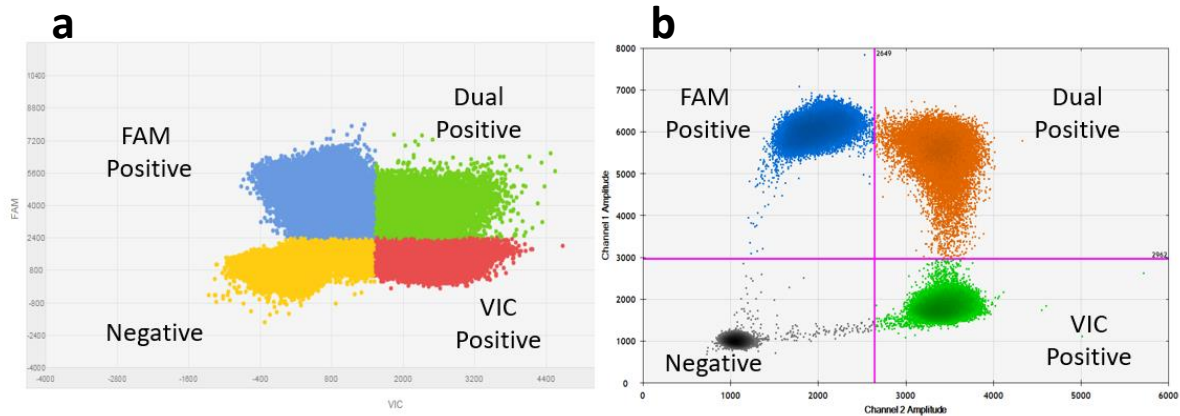 a
10400
8800
7200
5600
4000
2400
800
-800
-2400
-4000
FAM
-4000
-2800
-1600
-400
800
2000
3200
4400
VIC
FAM
Positive
Dual
Positive
Negative
VIC
Positive
b
8000
7000
6000
5000
4000
3000
2000
1000
0
Channel 1 Amplitude
0
1000
2000
3000
4000
5000
6000
Channel 2 Amplitude
2649
2962
FAM
Positive
Dual
Positive
Negative
VIC
Positive